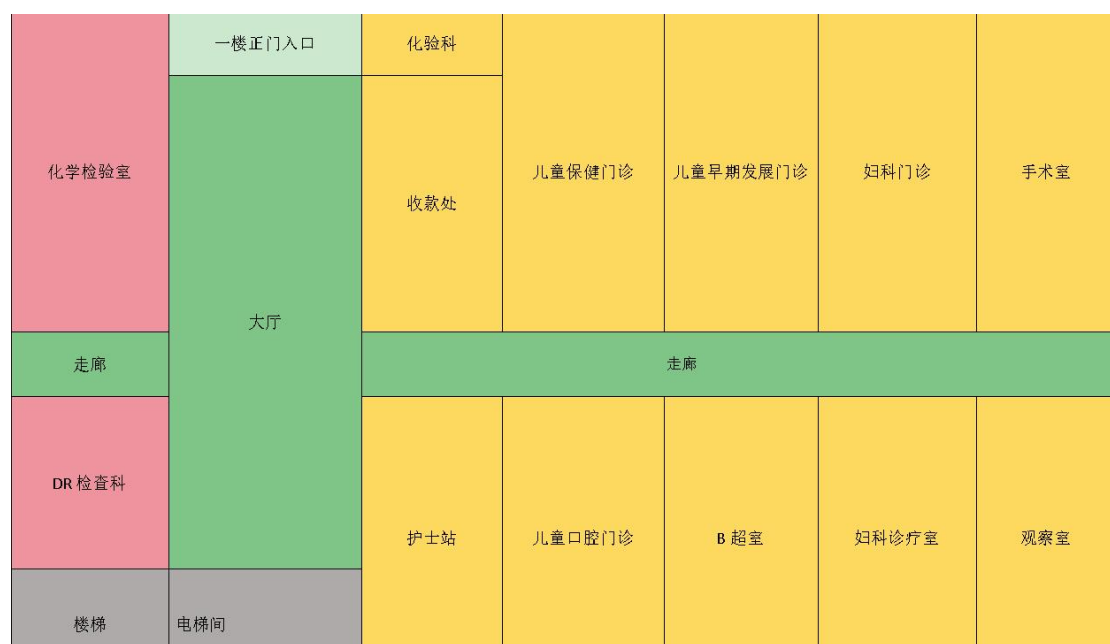 一楼正门入口
化验科
化学检验室
儿童保健门诊
儿童早期发展门诊
妇科门诊
手术室
收款处
大厅
走廊
走廊
DR 检查科
护士站
儿童口腔门诊
B 超室
妇科诊疗室
观察室
楼梯
电梯间